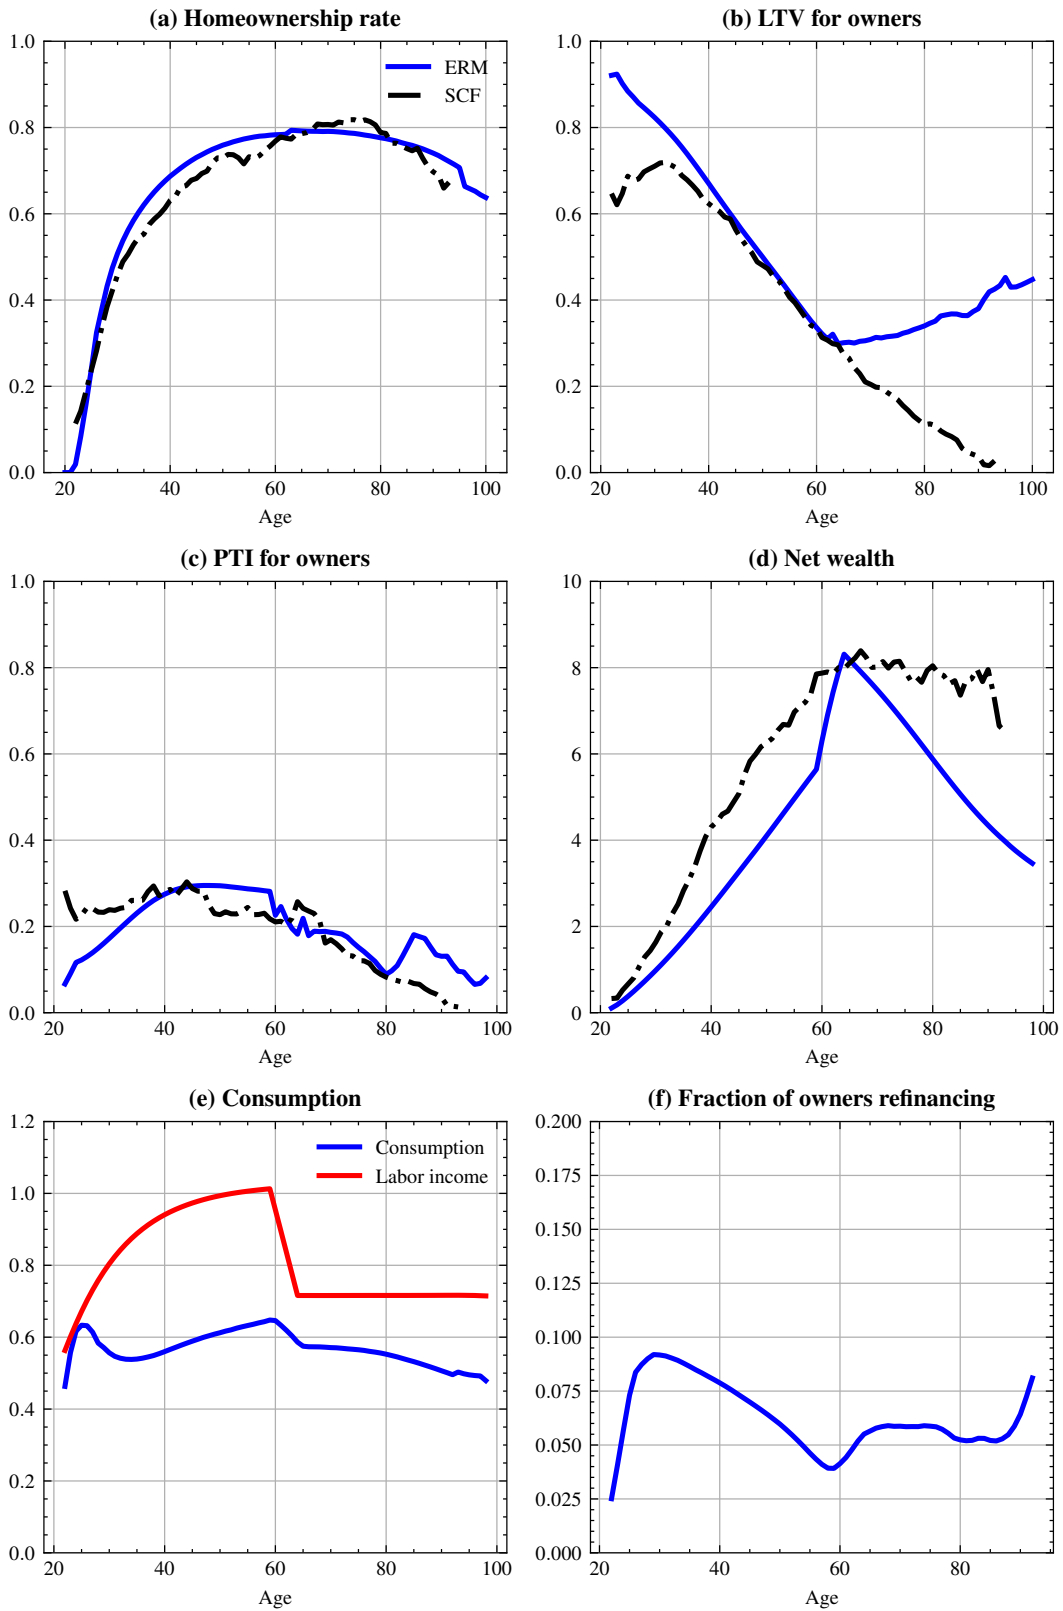 (a) Homeownership rate
1.0
0.8
0.6
0.4
0.2
0.0
ERM
SCF
20 40 60 80 100
Age
(b) LTV for owners
1.0
0.8
0.6
0.4
0.2
0.0
20 40 60 80 100
Age
(c) PTI for owners
1.0
0.8
0.6
0.4
0.2
0.0
20 40 60 80 100
Age
(d) Net wealth
10
8
6
4
2
0
20 40 60 80 100
Age
(e) Consumption
1.2
1.0
0.8
0.6
0.4
0.2
0.0
Consumption
Labor income
20 40 60 80 100
Age
(f) Fraction of owners refinancing
0.200
0.175
0.150
0.125
0.100
0.075
0.050
0.025
0.000
20 40 60 80
Age